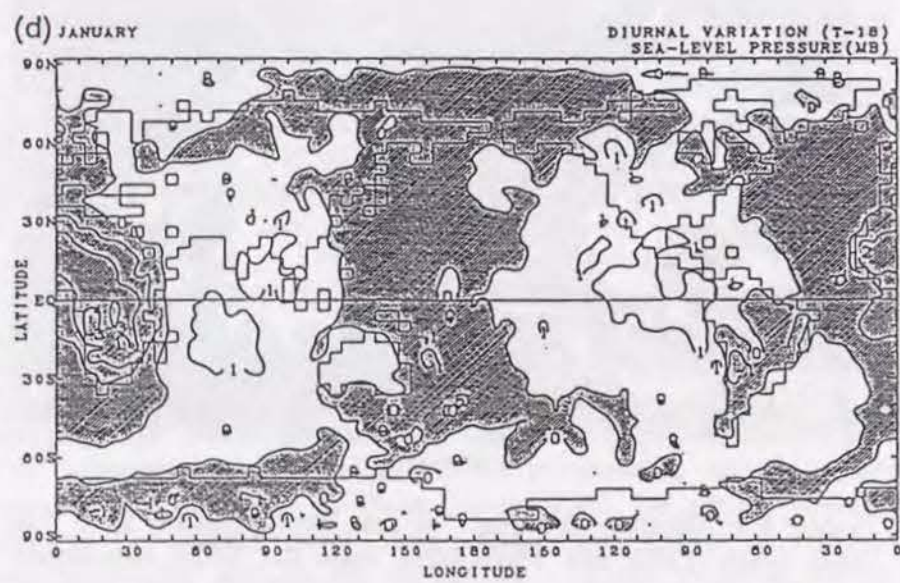 (d) JANUARY
DIURNAL VARIATION (T-18)
SEA-LEVEL PRESSURE(MB)
90N
60N
30N
EQ
30S
60S
90S
LATITUDE
0 30 60 90 120 150 180 150 120 90 60 30 0
LONGITUDE